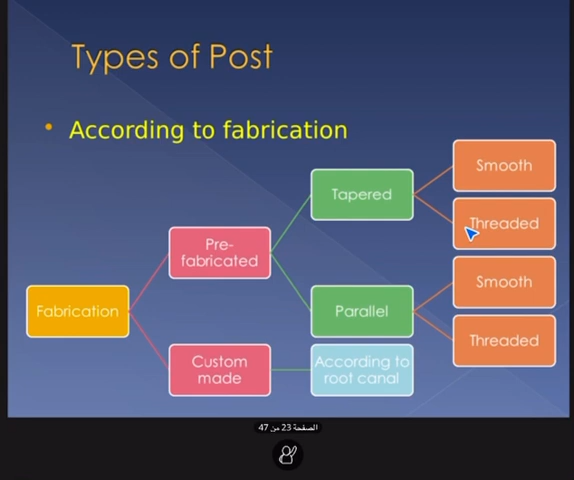 Types of Post
• According to fabrication
Fabrication
Pre-
fabricated
Custom
made
Tapered
Parallel
According to
root canal
Smooth
Threaded
Smooth
Threaded
الصفحة 23 من 47